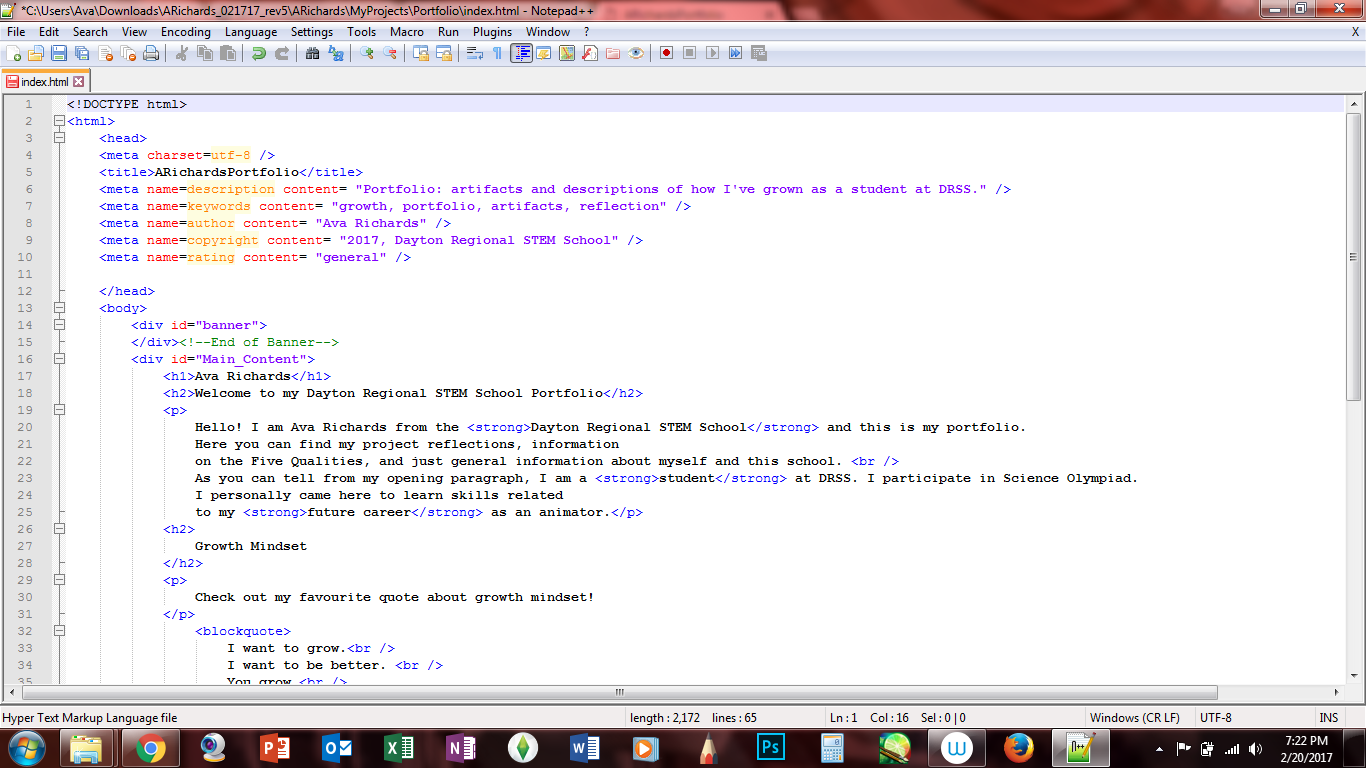 *C:\Users\Ava\Downloads\ARichards_021717_rev5\ARichards\MyProjects\Portfolio\index.html - Notepad++
File Edit Search View Encoding Language Settings Tools Macro Run Plugins Window ? X
index.html
1 <!DOCTYPE html>
2 <html>
3 <head>
4 <meta charset=utf-8 />
5 <title>ARichardsPortfolio</title>
6 <meta name=description content= "Portfolio: artifacts and descriptions of how I've grown as a student at DRSS." />
7 <meta name=keywords content= "growth, portfolio, artifacts, reflection" />
8 <meta name=author content= "Ava Richards" />
9 <meta name=copyright content= "2017, Dayton Regional STEM School" />
10 <meta name=rating content= "general" />
11
12 </head>
13 <body>
14 <div id="banner">
15 </div><!--End of Banner-->
16 <div id="Main_Content">
17 <h1>Ava Richards</h1>
18 <h2>Welcome to my Dayton Regional STEM School Portfolio</h2>
19 <p>
20 Hello! I am Ava Richards from the <strong>Dayton Regional STEM School</strong> and this is my portfolio.
21 Here you can find my project reflections, information
22 on the Five Qualities, and just general information about myself and this school. <br />
23 As you can tell from my opening paragraph, I am a <strong>student</strong> at DRSS. I participate in Science Olympiad.
24 I personally came here to learn skills related
25 to my <strong>future career</strong> as an animator.</p>
26 <h2>
27 Growth Mindset
28 </h2>
29 <p>
30 Check out my favourite quote about growth mindset!
31 </p>
32 <blockquote>
33 I want to grow.<br />
34 I want to be better. <br />
35 You grow.<br />
Hyper Text Markup Language file length : 2,172 lines : 65 Ln : 1 Col : 16 Sel : 0 | 0 Windows (CR LF) UTF-8 INS
7:22 PM
2/20/2017